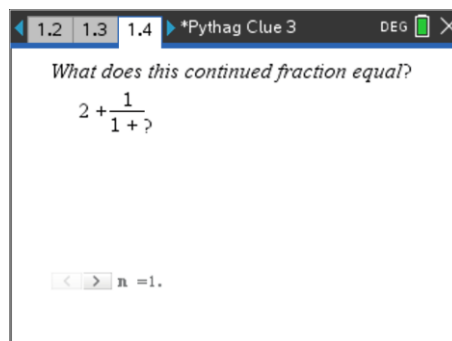 1.2 1.3 1.4 *Pythag Clue 3 DEG
What does this continued fraction equal?
1
2 +
1 + ?
n =1.